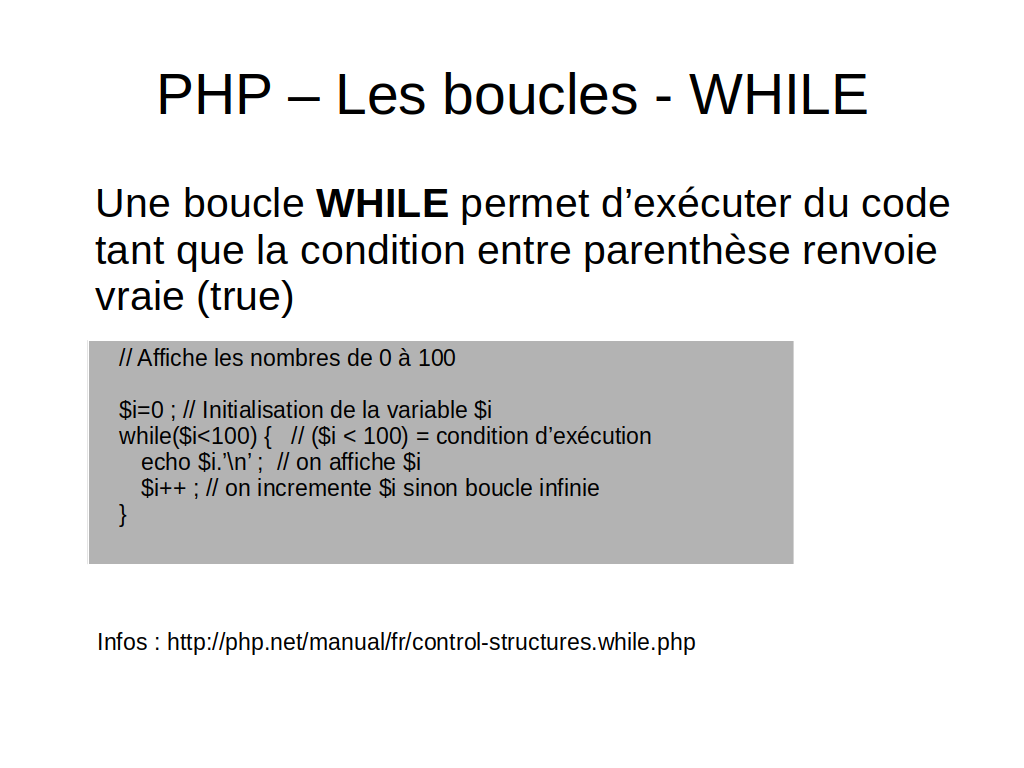 PHP – Les boucles - WHILE
Une boucle WHILE permet d’exécuter du code
tant que la condition entre parenthèse renvoie
vraie (true)
// Affiche les nombres de 0 à 100
$i=0 ; // Initialisation de la variable $i
while($i<100) {   // ($i < 100) = condition d’exécution
echo $i.’\n’ ;  // on affiche $i
$i++ ; // on incremente $i sinon boucle infinie
}
Infos : http://php.net/manual/fr/control-structures.while.php